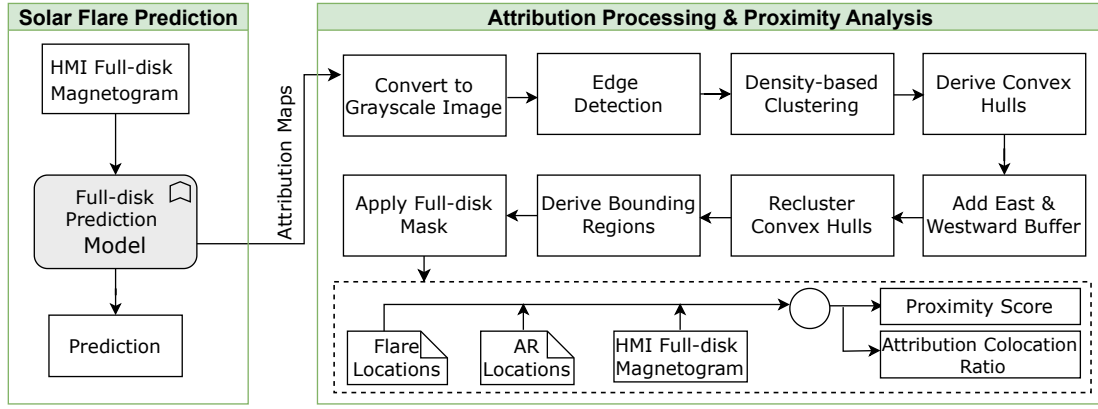 Solar Flare Prediction
HMI Full-disk
Magnetogram
Full-disk
Prediction
Model
Prediction
Attribution Maps
Attribution Processing & Proximity Analysis
Convert to
Grayscale Image
Edge
Detection
Density-based
Clustering
Derive Convex
Hulls
Add East &
Westward Buffer
Recluster
Convex Hulls
Derive Bounding
Regions
Apply Full-disk
Mask
Flare
Locations
AR
Locations
HMI Full-disk
Magnetogram
Proximity Score
Attribution Colocation
Ratio